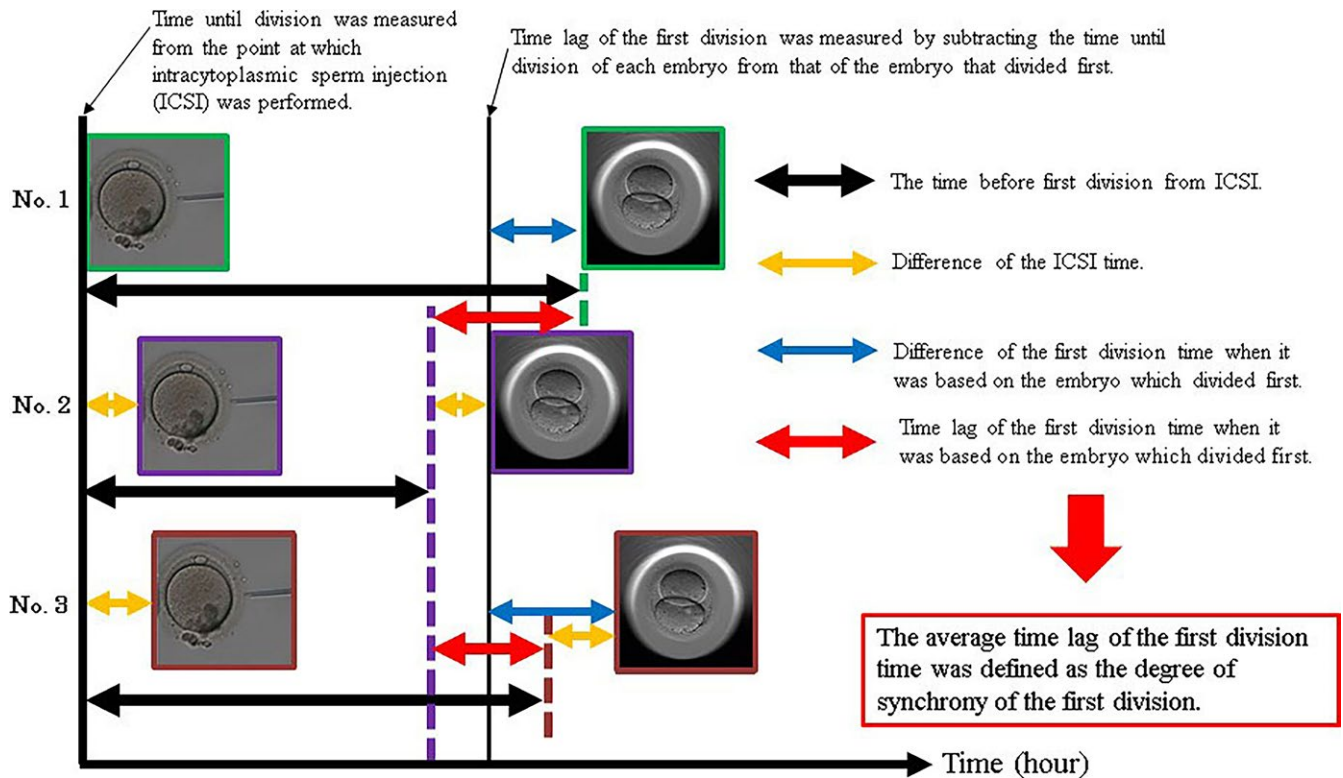 Time until division was measured
from the point at which
intracytoplasmic sperm injection
(ICSI) was performed.
Time lag of the first division was measured by subtracting the time until
division of each embryo from that of the embryo that divided first.
No. 1
The time before first division from ICSI.
Difference of the ICSI time.
Difference of the first division time when it
was based on the embryo which divided first.
No. 2
Time lag of the first division time when it
was based on the embryo which divided first.
No. 3
The average time lag of the first division
time was defined as the degree of
synchrony of the first division.
Time (hour)